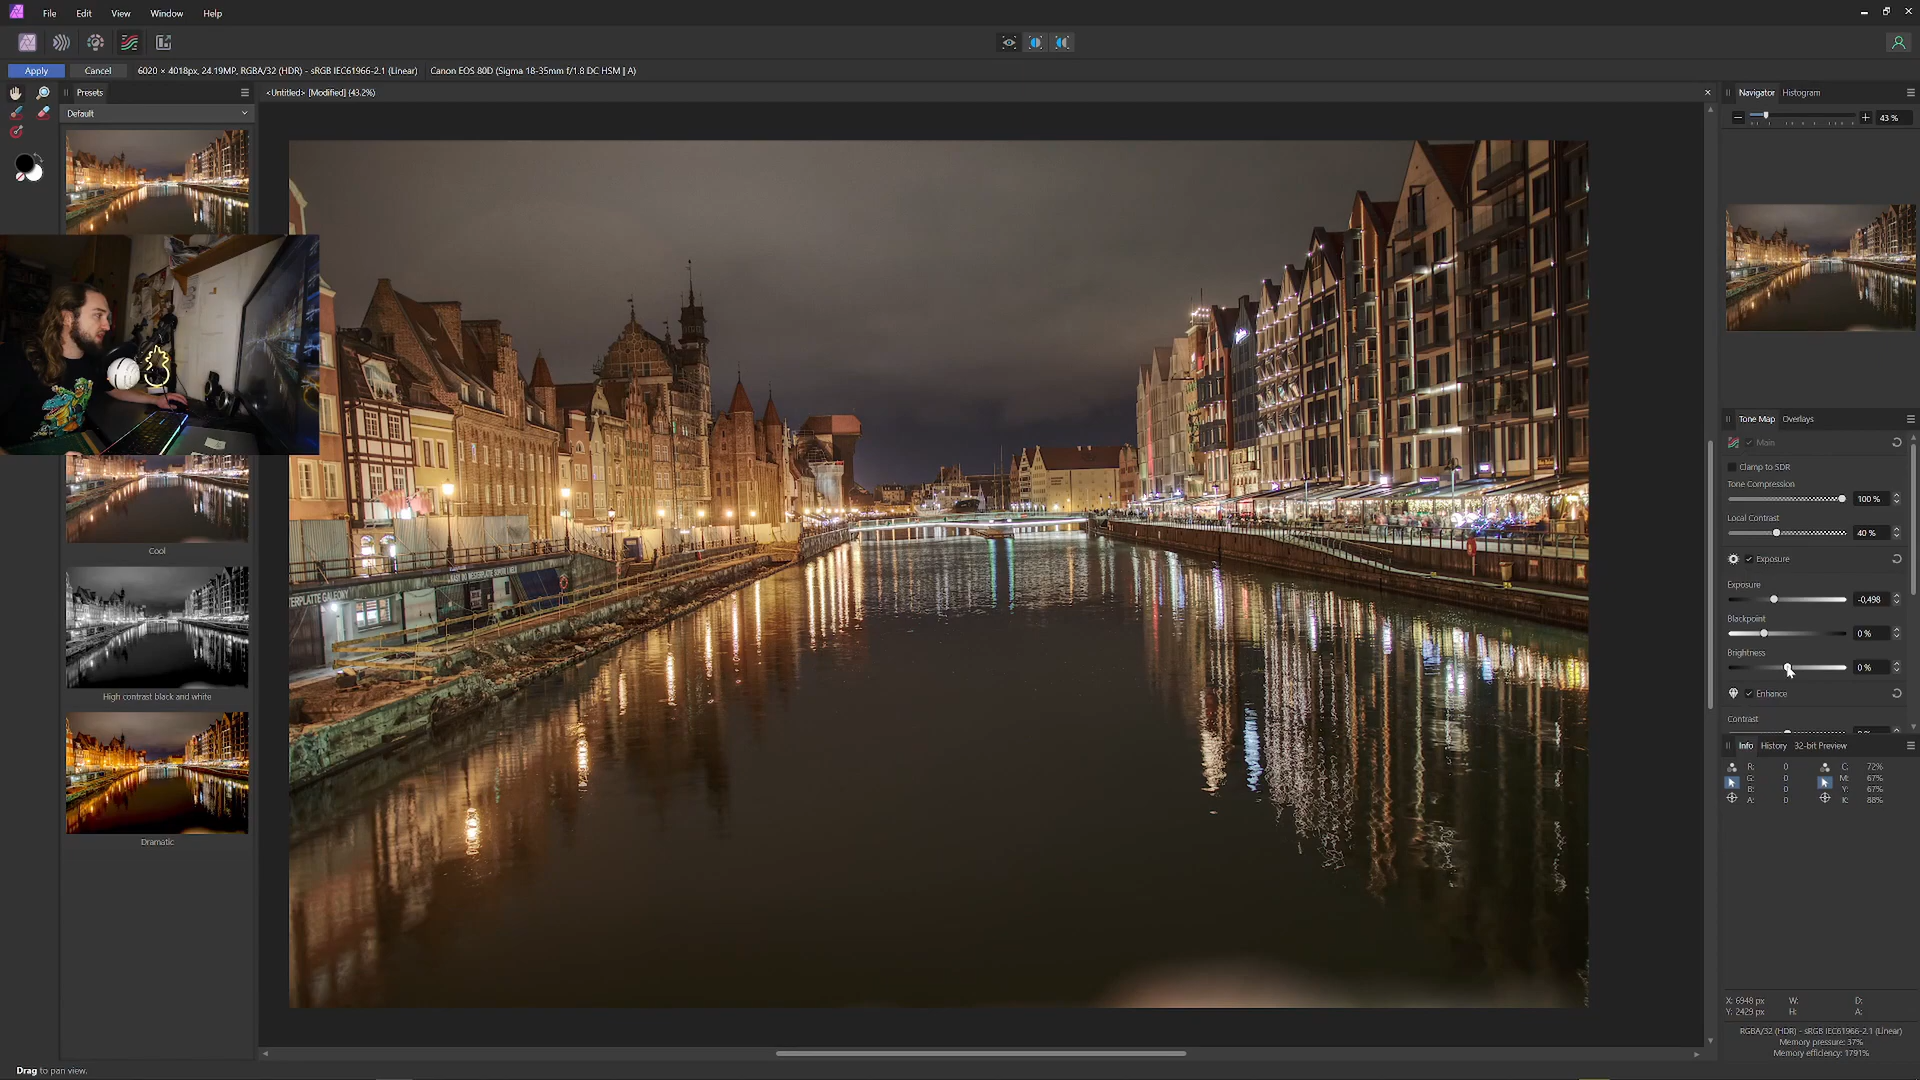 File Edit View Window Help
Apply Cancel 6020 × 4018px, 24.19MP, RGBA/32 (HDR) - sRGB IEC61966-2.1 (Linear) Canon EOS 80D (Sigma 18-35mm f/1.8 DC HSM | A)
Presets
<Untitled> [Modified] (43.2%)
Default
Cool
High contrast black and white
Dramatic
Navigator Histogram
43 %
Tone Map Overlays
Main
Clamp to SDR
Tone Compression
100 %
Local Contrast
40 %
Exposure
Exposure
-0,498
Blackpoint
0 %
Brightness
0 %
Enhance
Contrast
Info History 32-bit Preview
R: 0 C: 72%
G: 0 M: 67%
B: 0 Y: 67%
A: 0 K: 88%
X: 6948 px W: D:
Y: 2429 px H: A:
RGBA/32 (HDR) - sRGB IEC61966-2.1 (Linear)
Memory pressure: 37%
Memory efficiency: 1791%
Drag to pan view.